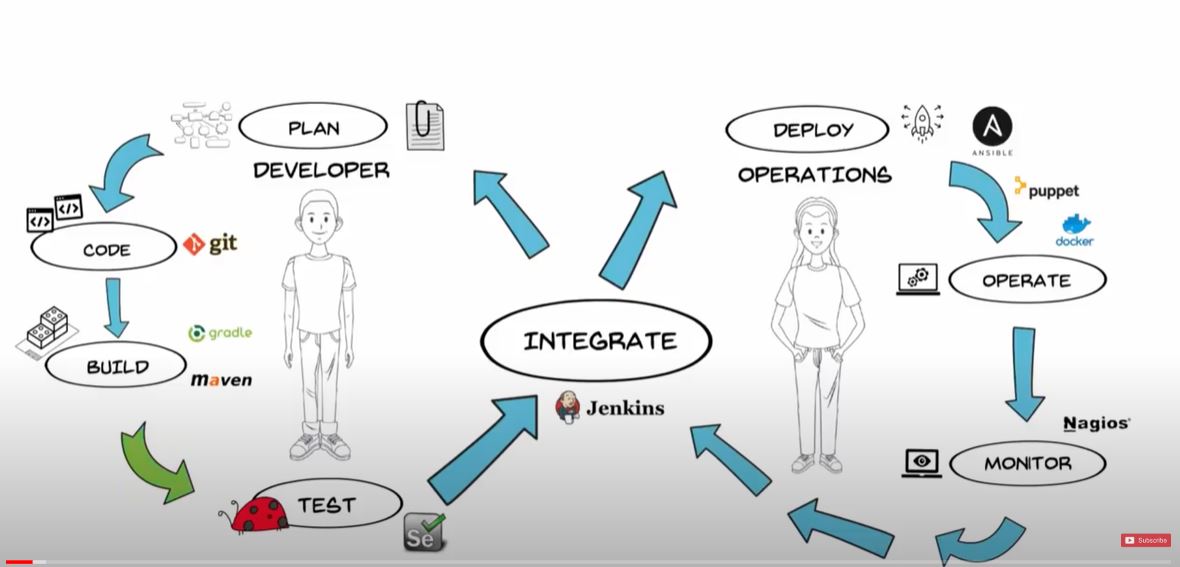 PLAN
DEVELOPER
</>
</>
CODE
git
gradle
BUILD
maven
TEST
Se
INTEGRATE
Jenkins
DEPLOY
ANSIBLE
OPERATIONS
puppet
docker
OPERATE
Nagios®
MONITOR
Subscribe